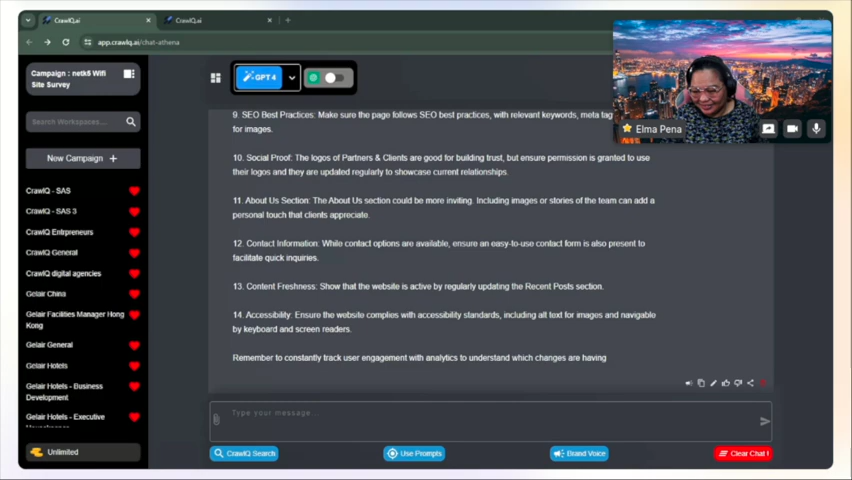 CrawlQ.ai
CrawlQ.ai
app.crawlq.ai/chat-athena
Campaign : netk5 Wifi
Site Survey
Search Workspaces...
New Campaign +
CrawlQ - SAS
CrawlQ - SAS 3
CrawlQ Entrpreneurs
CrawlQ General
CrawlQ digital agencies
Gelair China
Gelair Facilities Manager Hong
Kong
Gelair General
Gelair Hotels
Gelair Hotels - Business
Development
Gelair Hotels - Executive
Unlimited
GPT 4
9. SEO Best Practices: Make sure the page follows SEO best practices, with relevant keywords, meta tag
for images.
10. Social Proof: The logos of Partners & Clients are good for building trust, but ensure permission is granted to use
their logos and they are updated regularly to showcase current relationships.
11. About Us Section: The About Us section could be more inviting. Including images or stories of the team can add a
personal touch that clients appreciate.
12. Contact Information: While contact options are available, ensure an easy-to-use contact form is also present to
facilitate quick inquiries.
13. Content Freshness: Show that the website is active by regularly updating the Recent Posts section.
14. Accessibility: Ensure the website complies with accessibility standards, including alt text for images and navigable
by keyboard and screen readers.
Remember to constantly track user engagement with analytics to understand which changes are having
Type your message...
CrawlQ Search
Use Prompts
Brand Voice
Clear Chat !
Elma Pena